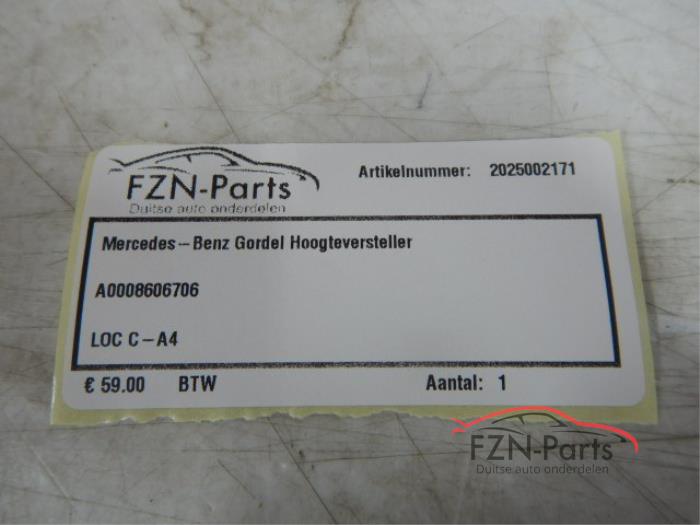 FZN-Parts
Duitse auto onderdelen
Artikelnummer: 2025002171
Mercedes-Benz Gordel Hoogteversteller
A0008606706
LOC C-A4
€ 59.00 BTW Aantal: 1
FZN-Parts
Duitse auto onderdelen